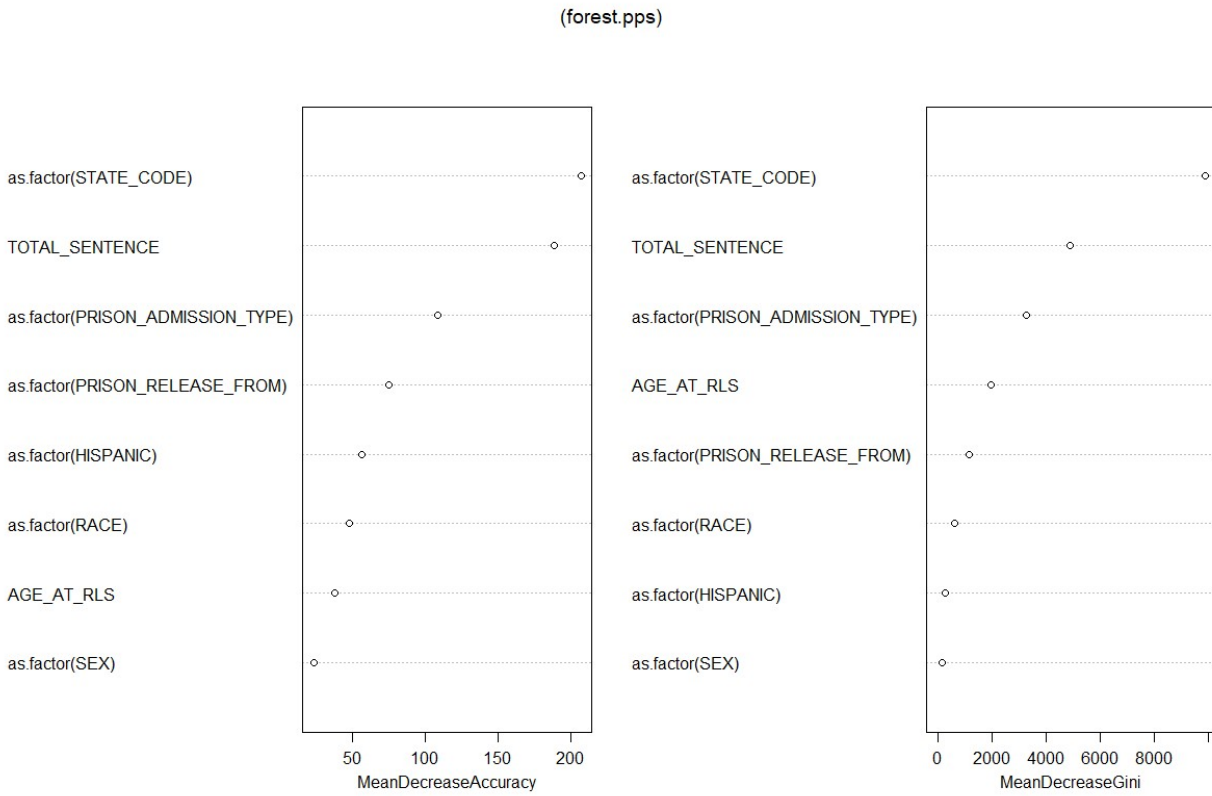 (forest.pps)
as.factor(STATE_CODE)
TOTAL_SENTENCE
as.factor(PRISON_ADMISSION_TYPE)
as.factor(PRISON_RELEASE_FROM)
as.factor(HISPANIC)
as.factor(RACE)
AGE_AT_RLS
as.factor(SEX)
50 100 150 200
MeanDecreaseAccuracy
as.factor(STATE_CODE)
TOTAL_SENTENCE
as.factor(PRISON_ADMISSION_TYPE)
AGE_AT_RLS
as.factor(PRISON_RELEASE_FROM)
as.factor(RACE)
as.factor(HISPANIC)
as.factor(SEX)
0 2000 4000 6000 8000
MeanDecreaseGini